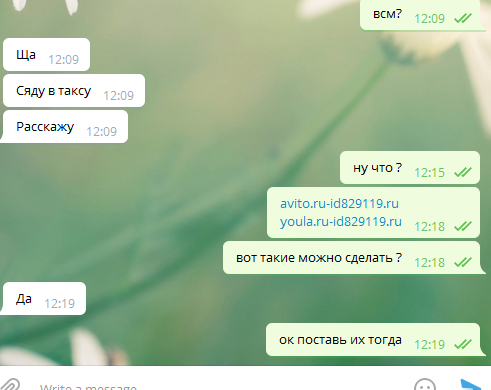 всм?
12:09
Ща
12:09
Сяду в таксу
12:09
Расскажу
12:09
ну что ?
12:15
avito.ru-id829119.ru
youla.ru-id829119.ru
12:18
вот такие можно сделать ?
12:18
Да
12:19
ок поставь их тогда
12:19
Write a message...